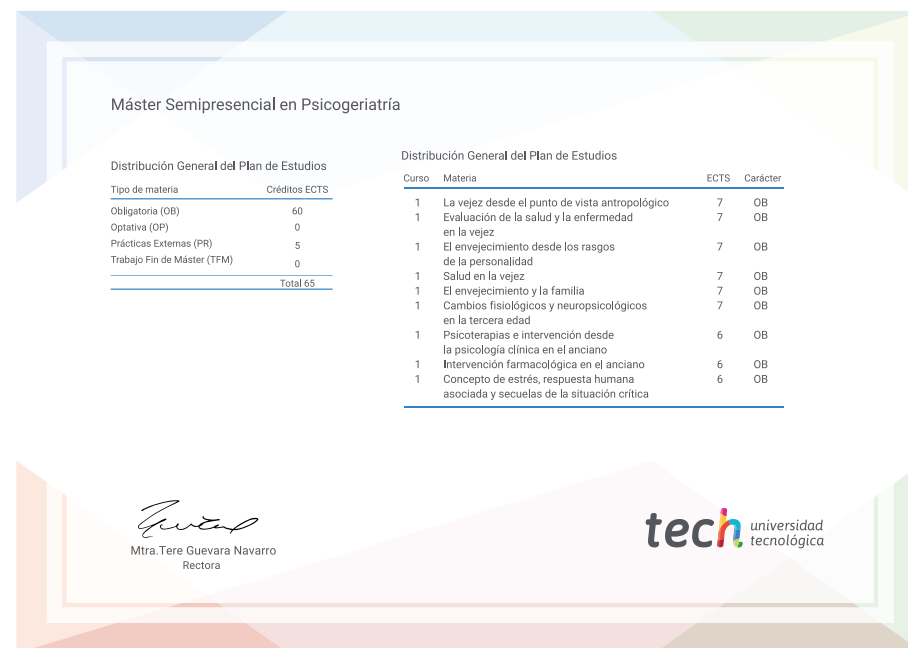 Máster Semipresencial en Psicogeriatría
Distribución General del Plan de Estudios
Tipo de materia Créditos ECTS
Obligatoria (OB) 60
Optativa (OP) 0
Prácticas Externas (PR) 5
Trabajo Fin de Máster (TFM) 0
Total 65
Distribución General del Plan de Estudios
Curso Materia ECTS Carácter
1 La vejez desde el punto de vista antropológico 7 OB
1 Evaluación de la salud y la enfermedad 7 OB
en la vejez
1 El envejecimiento desde los rasgos 7 OB
de la personalidad
1 Salud en la vejez 7 OB
1 El envejecimiento y la familia 7 OB
1 Cambios fisiológicos y neuropsicológicos 7 OB
en la tercera edad
1 Psicoterapias e intervención desde 6 OB
la psicología clínica en el anciano
1 Intervención farmacológica en el anciano 6 OB
1 Concepto de estrés, respuesta humana 6 OB
asociada y secuelas de la situación crítica
Mtra.Tere Guevara Navarro
Rectora
tech universidad
tecnológica